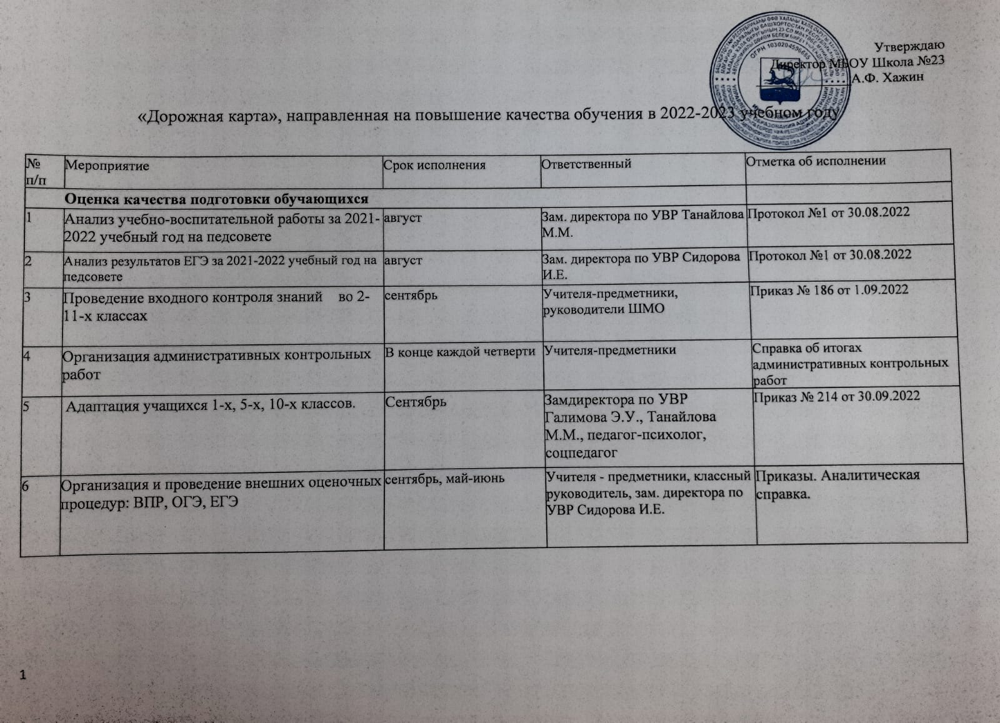 Утверждаю
Директор МБОУ Школа №23
А.Ф. Хажин
ОГРН 1030204596655
«Дорожная карта», направленная на повышение качества обучения в 2022-2023 учебном году
№
п/п
Мероприятие
Срок исполнения
Ответственный
Отметка об исполнении
Оценка качества подготовки обучающихся
1
Анализ учебно-воспитательной работы за 2021-
2022 учебный год на педсовете
август
Зам. директора по УВР Танайлова
М.М.
Протокол №1 от 30.08.2022
2
Анализ результатов ЕГЭ за 2021-2022 учебный год на
педсовете
август
Зам. директора по УВР Сидорова
И.Е.
Протокол №1 от 30.08.2022
3
Проведение входного контроля знаний во 2-
11-х классах
сентябрь
Учителя-предметники,
руководители ШМО
Приказ № 186 от 1.09.2022
4
Организация административных контрольных
работ
В конце каждой четверти
Учителя-предметники
Справка об итогах
административных контрольных
работ
5
Адаптация учащихся 1-х, 5-х, 10-х классов.
Сентябрь
Замдиректора по УВР
Галимова Э.У., Танайлова
М.М., педагог-психолог,
соцпедагог
Приказ № 214 от 30.09.2022
6
Организация и проведение внешних оценочных
процедур: ВПР, ОГЭ, ЕГЭ
сентябрь, май-июнь
Учителя - предметники, классный
руководитель, зам. директора по
УВР Сидорова И.Е.
Приказы. Аналитическая
справка.
1